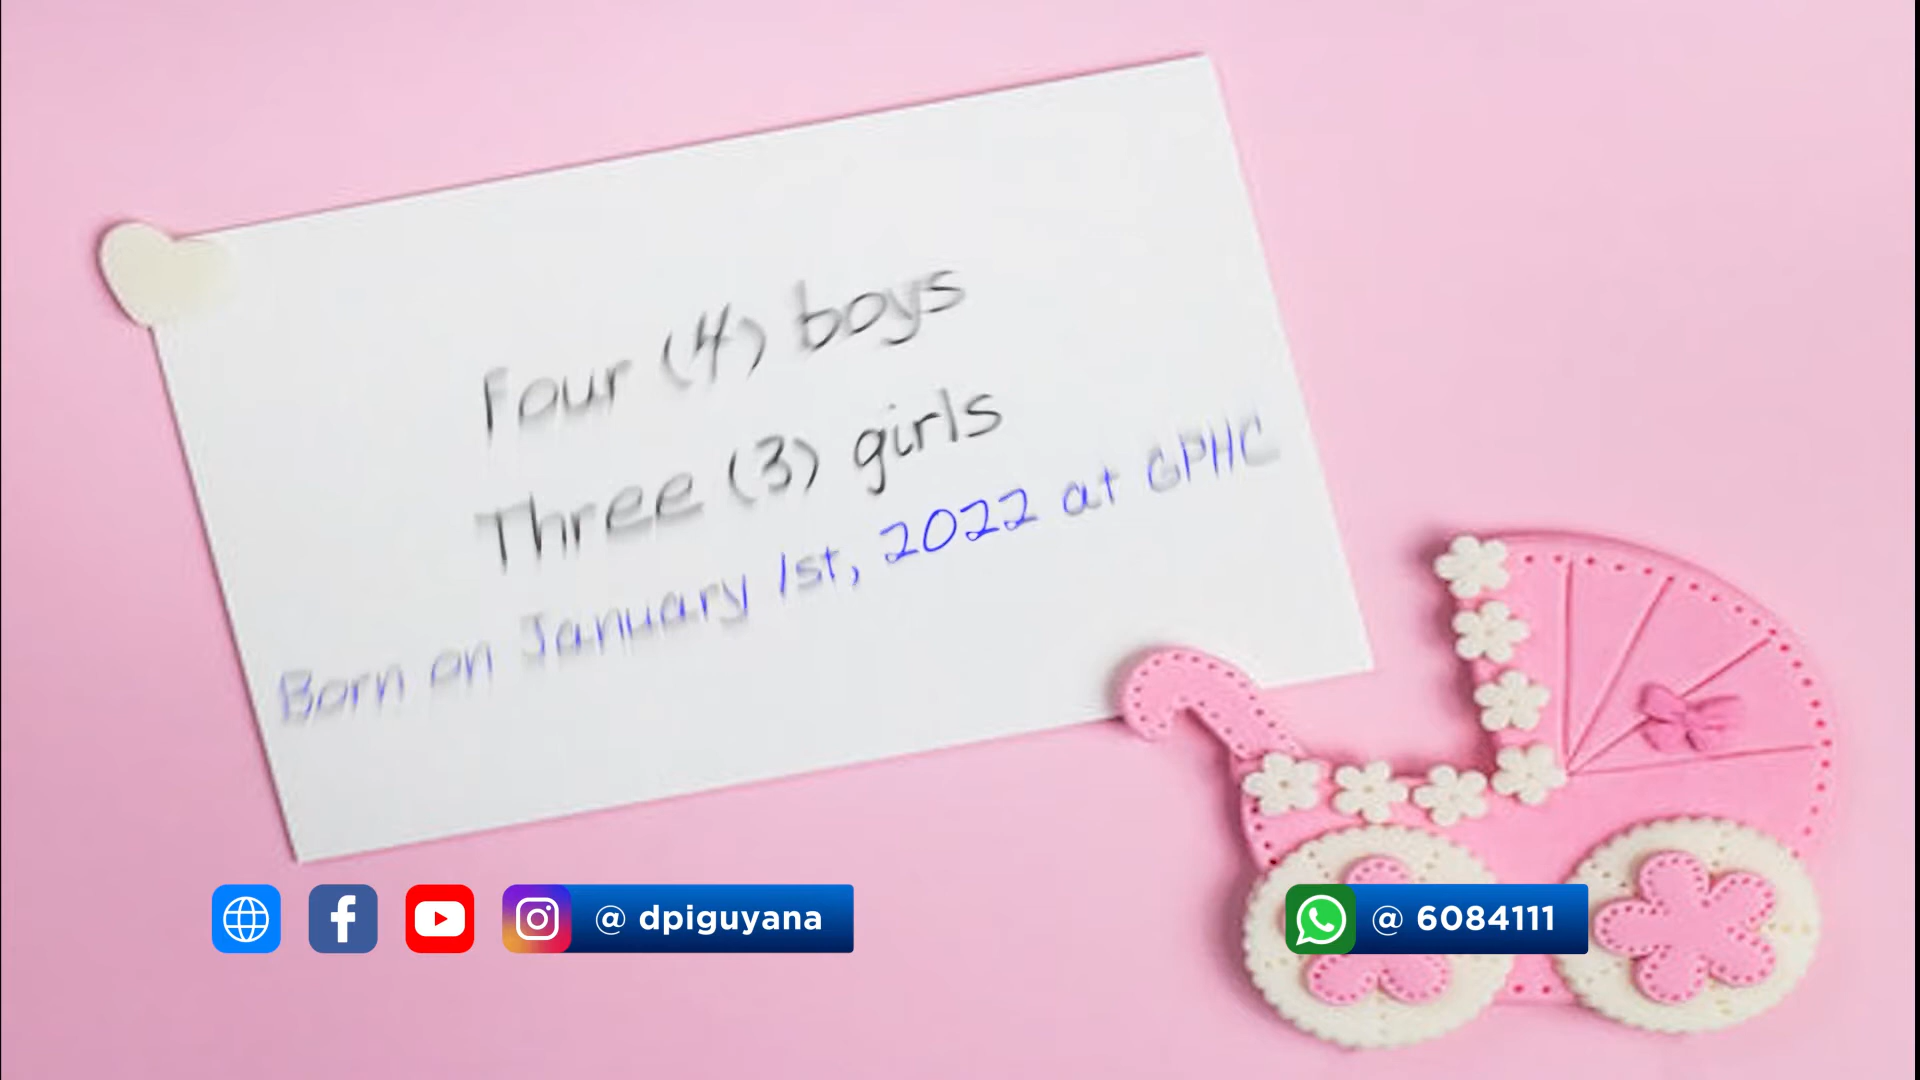 Four (4) boys
Three (3) girls
Born on January 1st, 2022 at GPHC
@ dpiguyana
@ 6084111